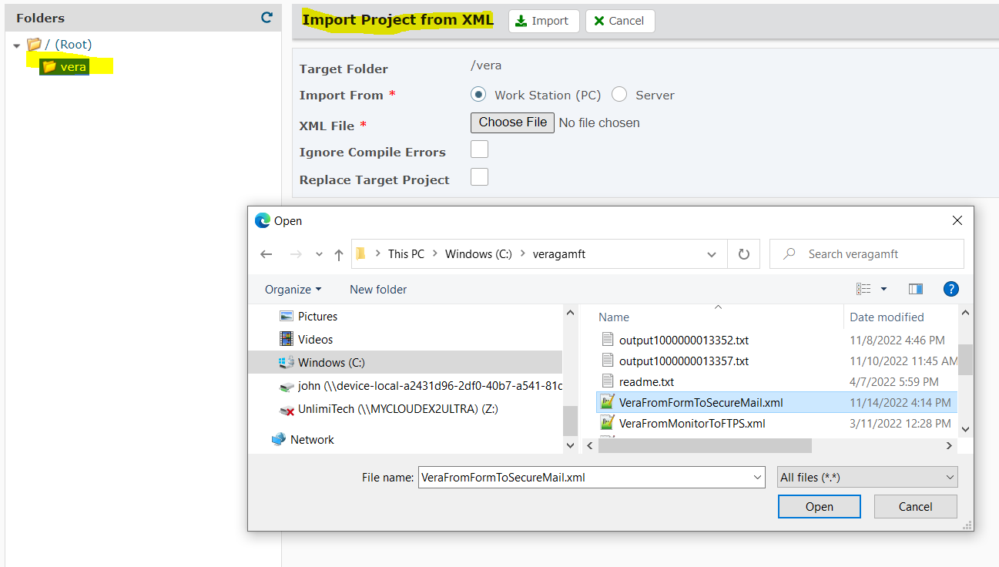 Folders
/ (Root)
vera
Import Project from XML
Import
Cancel
Target Folder /vera
Import From * Work Station (PC) Server
XML File * Choose File No file chosen
Ignore Compile Errors
Replace Target Project
Open
This PC > Windows (C:) > veragamft
Search veragamft
Organize
New folder
?
Pictures
Videos
Windows (C:)
john (\\device-local-a2431d96-2df0-40b7-a541-81c
UnlimiTech (\\MYCLOUDEX2ULTRA) (Z:)
Network
Name Date modified
output1000000013352.txt 11/8/2022 4:46 PM
output1000000013357.txt 11/10/2022 11:45 AM
readme.txt 4/7/2022 5:59 PM
VeraFromFormToSecureMail.xml 11/14/2022 4:14 PM
VeraFromMonitorToFTPS.xml 3/11/2022 12:28 PM
File name: VeraFromFormToSecureMail.xml
All files (*.*)
Open
Cancel